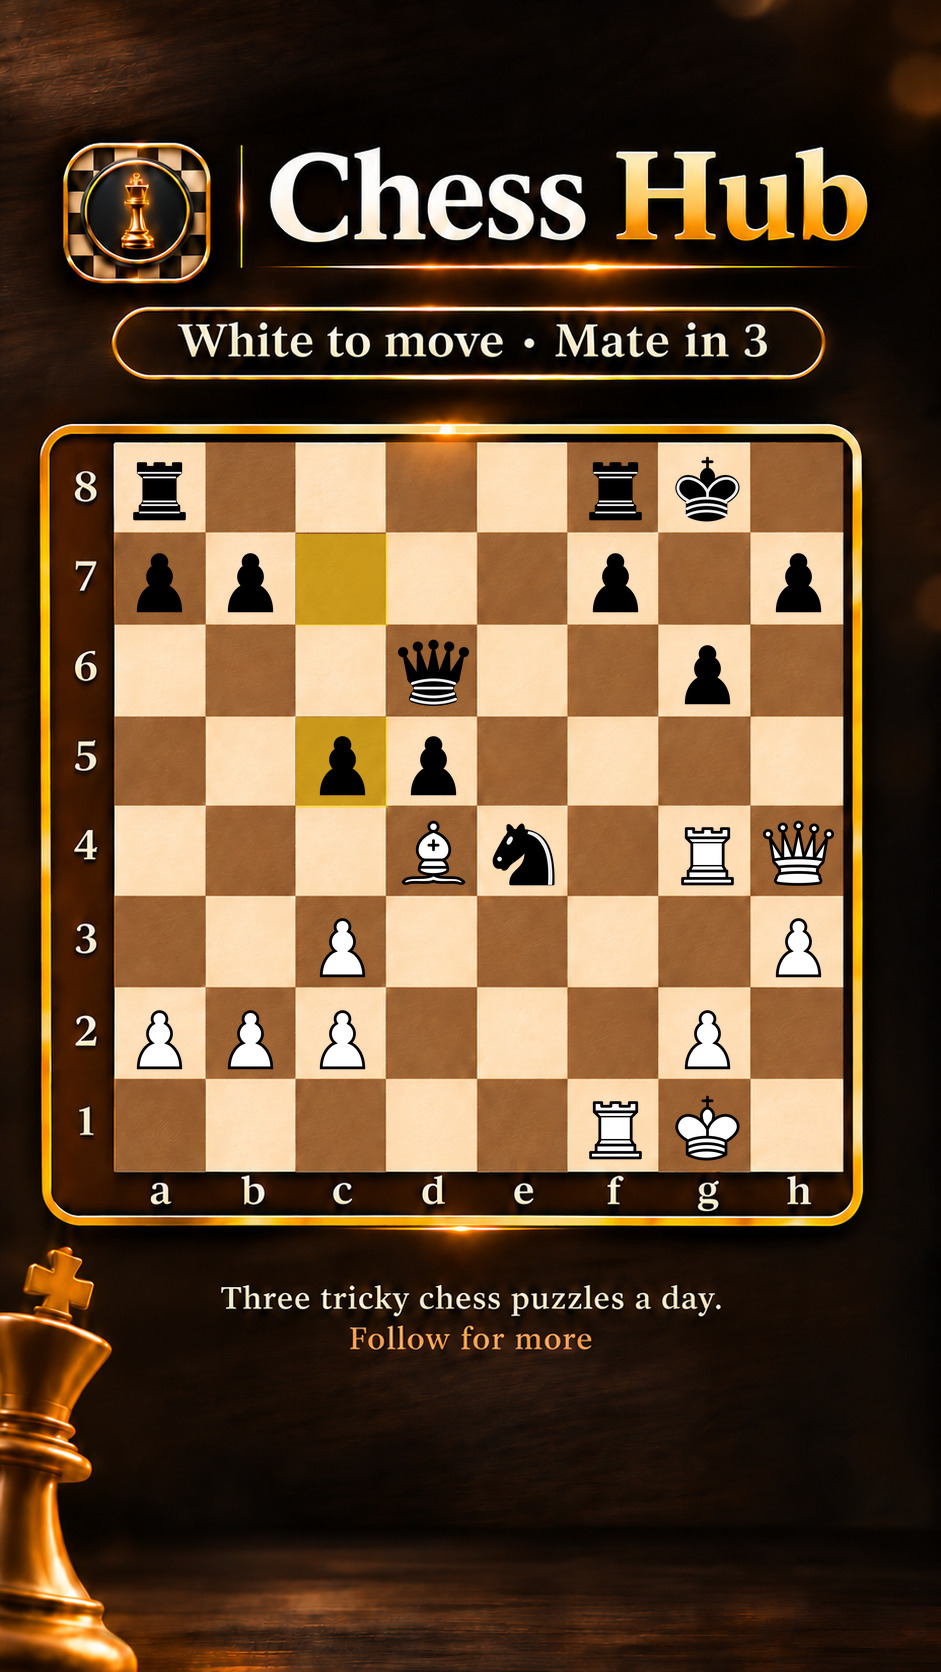 Chess Hub
White to move • Mate in 3
8
7
6
5
4
3
2
1
a b c d e f g h
Three tricky chess puzzles a day.
Follow for more